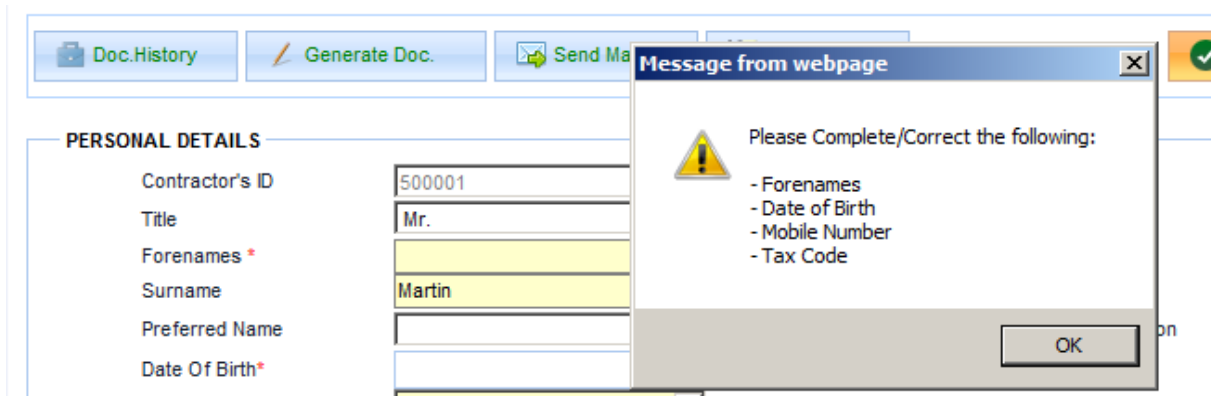 Doc.History
Generate Doc.
Send Ma
Message from webpage
Please Complete/Correct the following:
- Forenames
- Date of Birth
- Mobile Number
- Tax Code
OK
PERSONAL DETAILS
Contractor's ID 500001
Title Mr.
Forenames *
Surname Martin
Preferred Name
on
Date Of Birth*